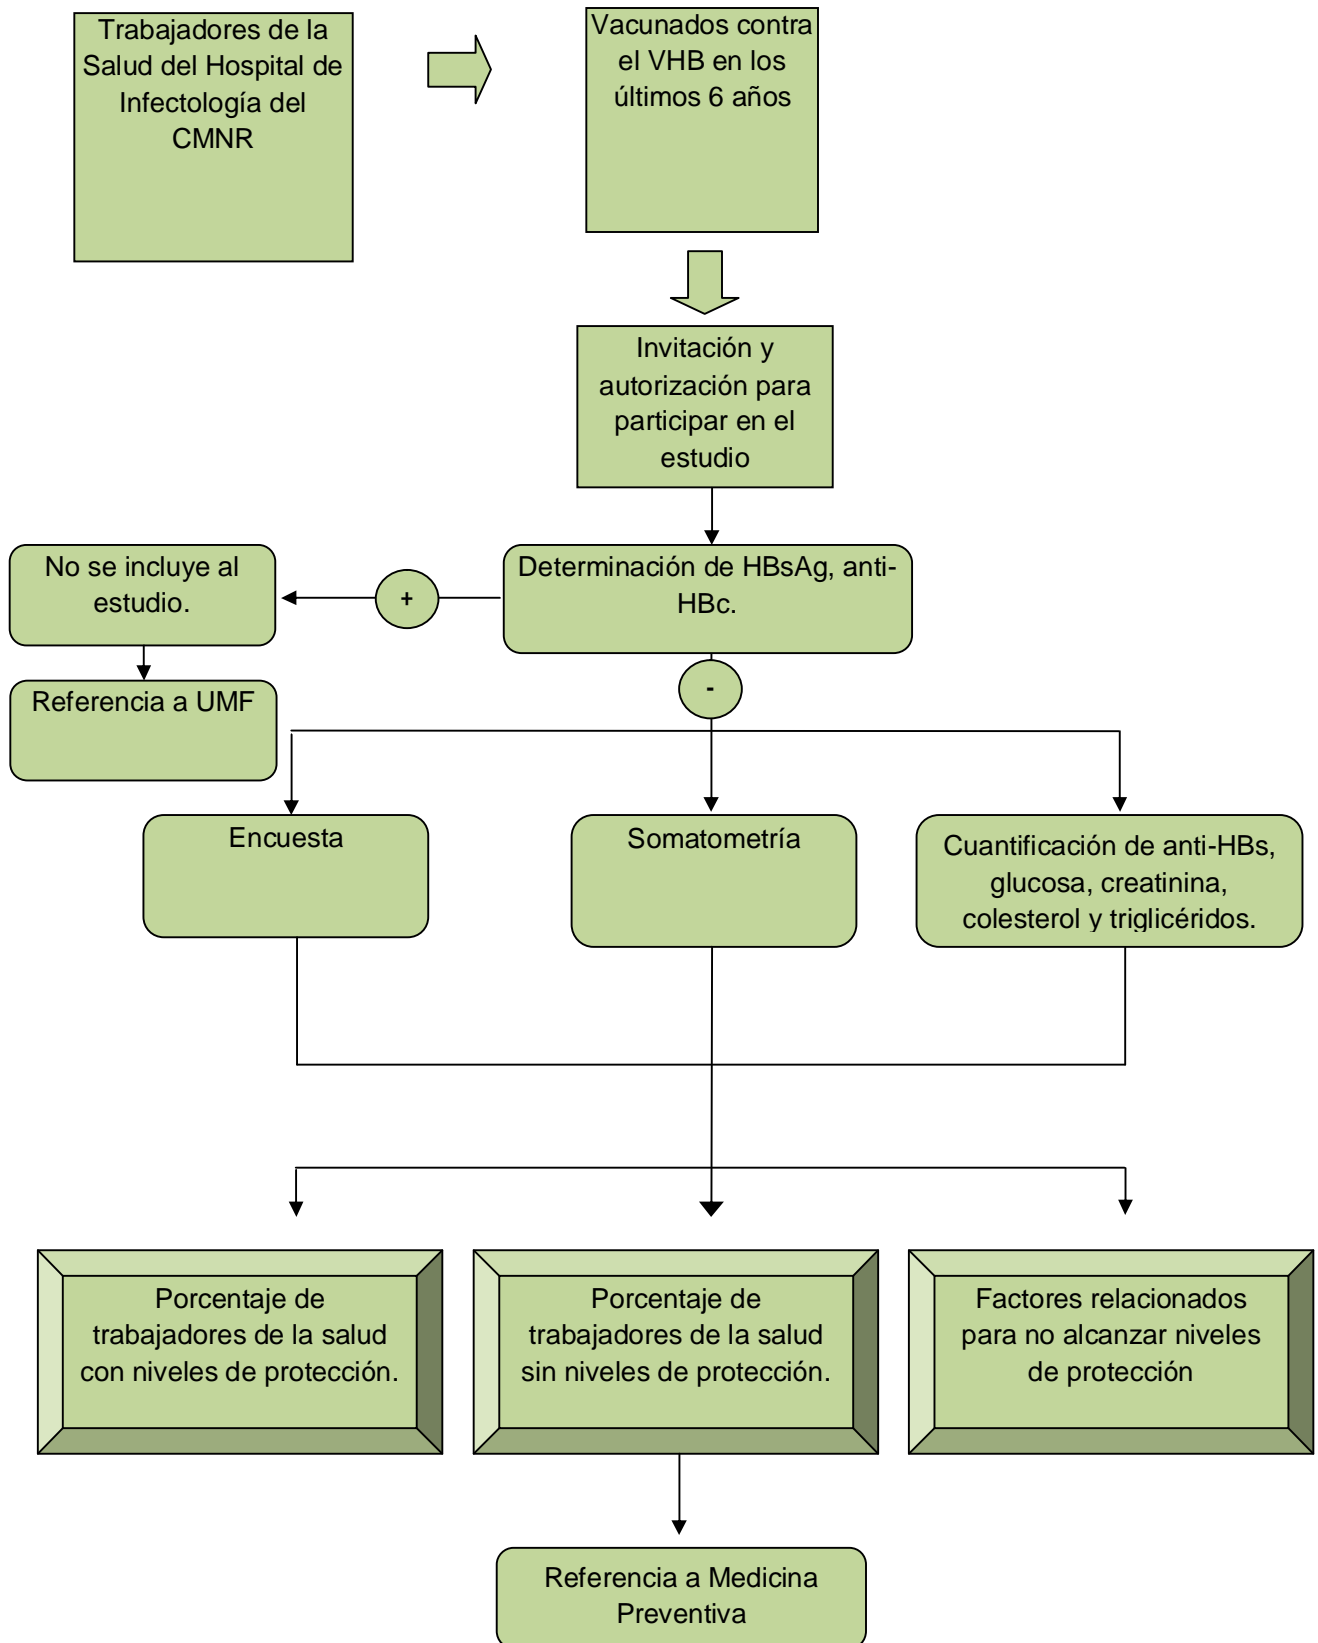 Trabajadores de la
Salud del Hospital de
Infectología del
CMNR
Vacunados contra
el VHB en los
últimos 6 años
Invitación y
autorización para
participar en el
estudio
No se incluye al
estudio.
+
Determinación de HBsAg, anti-
HBc.
Referencia a UMF
-
Encuesta
Somatometría
Cuantificación de anti-HBs,
glucosa, creatinina,
colesterol y triglicéridos.
Porcentaje de
trabajadores de la salud
con niveles de protección.
Porcentaje de
trabajadores de la salud
sin niveles de protección.
Factores relacionados
para no alcanzar niveles
de protección
Referencia a Medicina
Preventiva